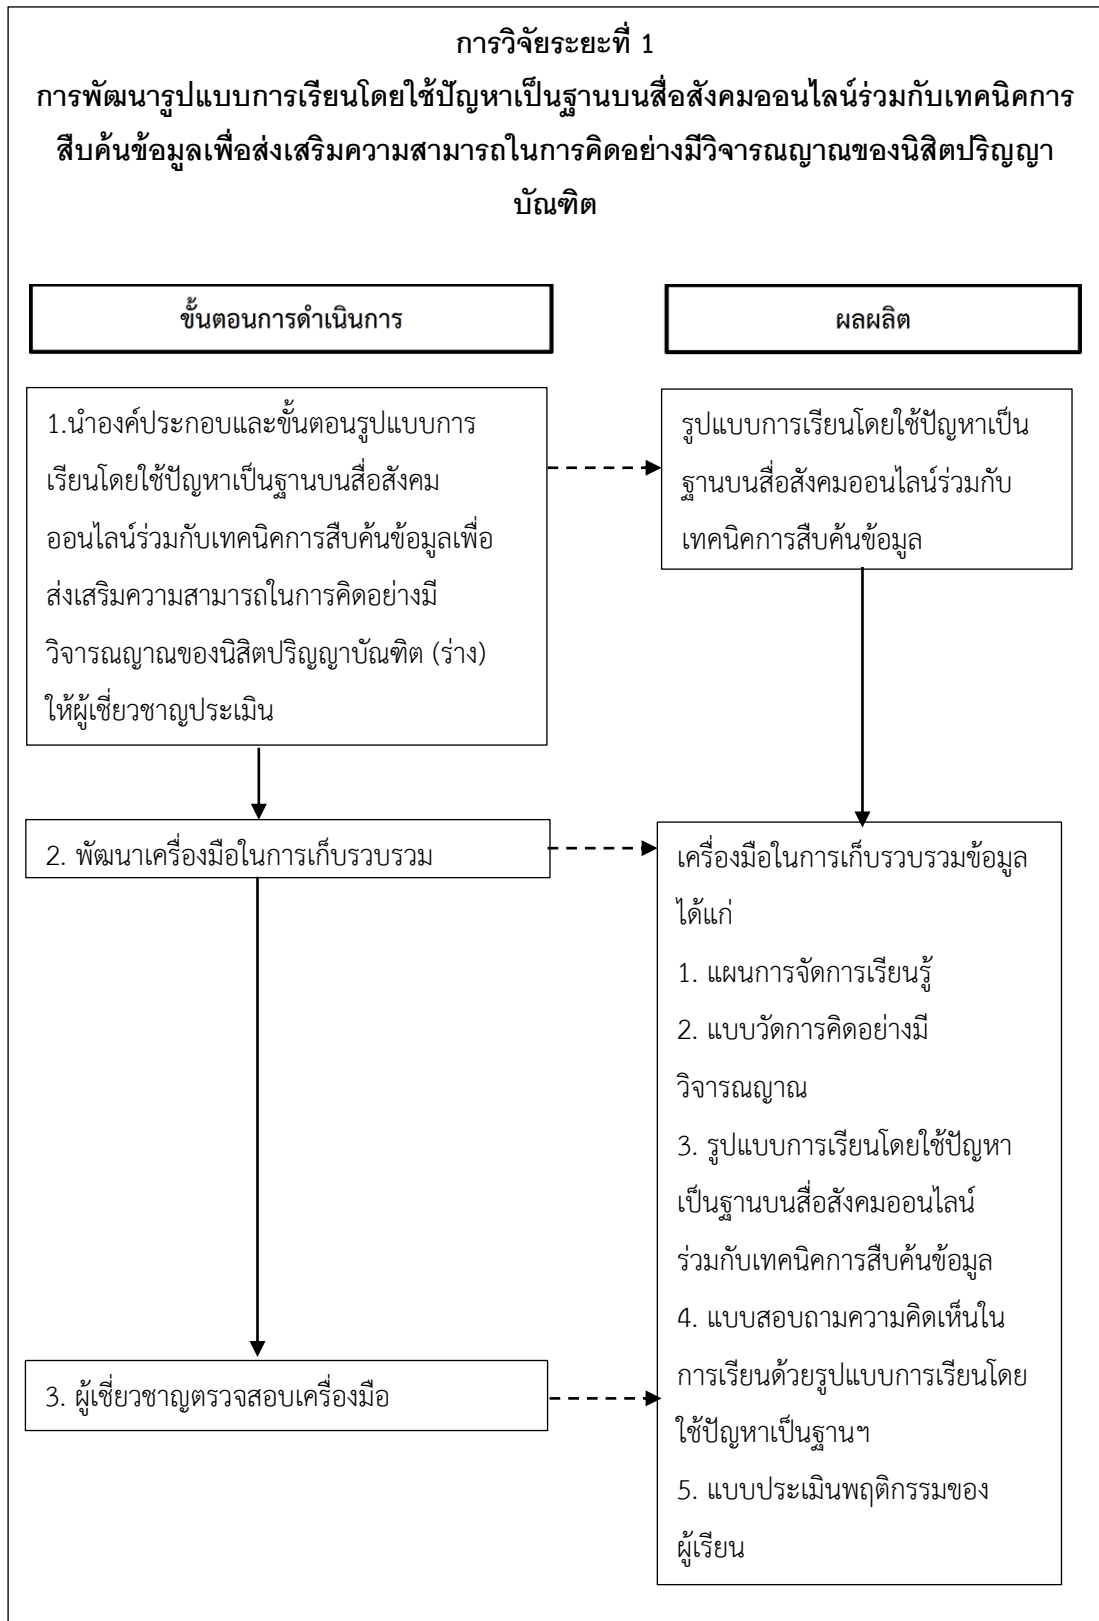 การวิจัยระยะที่ 1
การพัฒนารูปแบบการเรียนโดยใช้ปัญหาเป็นฐานบนสื่อสังคมออนไลน์ร่วมกับเทคนิคการ
สืบค้นข้อมูลเพื่อส่งเสริมความสามารถในการคิดอย่างมีวิจารณญาณของนิสิตปริญญา
บัณฑิต
ขั้นตอนการดำเนินการ
ผลผลิต
1.นำองค์ประกอบและขั้นตอนรูปแบบการ
เรียนโดยใช้ปัญหาเป็นฐานบนสื่อสังคม
ออนไลน์ร่วมกับเทคนิคการสืบค้นข้อมูลเพื่อ
ส่งเสริมความสามารถในการคิดอย่างมี
วิจารณญาณของนิสิตปริญญาบัณฑิต (ร่าง)
ให้ผู้เชี่ยวชาญประเมิน
รูปแบบการเรียนโดยใช้ปัญหาเป็น
ฐานบนสื่อสังคมออนไลน์ร่วมกับ
เทคนิคการสืบค้นข้อมูล
2. พัฒนาเครื่องมือในการเก็บรวบรวม
เครื่องมือในการเก็บรวบรวมข้อมูล
ได้แก่
1. แผนการจัดการเรียนรู้
2. แบบวัดการคิดอย่างมี
วิจารณญาณ
3. รูปแบบการเรียนโดยใช้ปัญหา
เป็นฐานบนสื่อสังคมออนไลน์
ร่วมกับเทคนิคการสืบค้นข้อมูล
4. แบบสอบถามความคิดเห็นใน
การเรียนด้วยรูปแบบการเรียนโดย
ใช้ปัญหาเป็นฐานฯ
5. แบบประเมินพฤติกรรมของ
ผู้เรียน
3. ผู้เชี่ยวชาญตรวจสอบเครื่องมือ